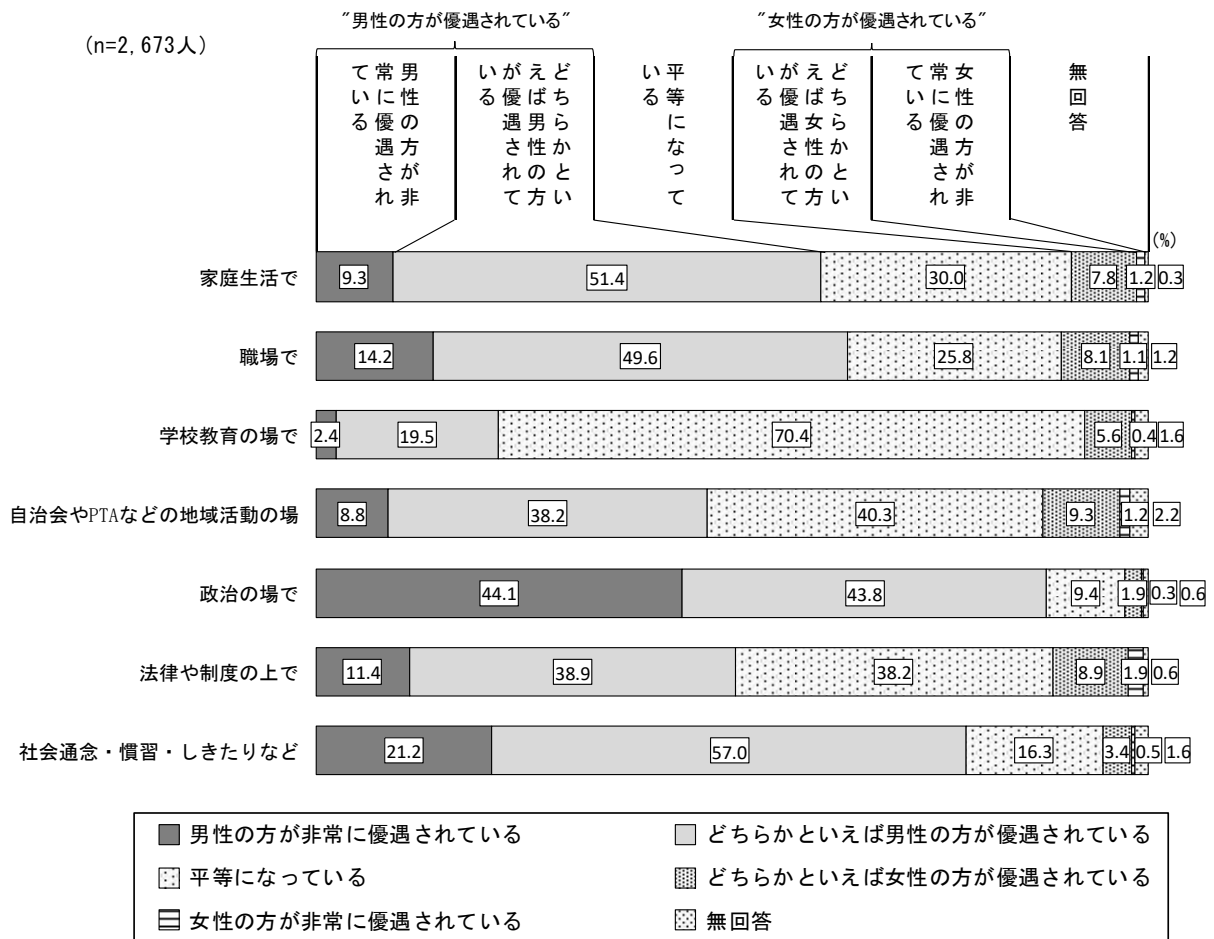 "男性の方が優遇されている"
"女性の方が優遇されている"
(n=2,673人)
男性の方が非
常に優遇され
ている
どちらかとい
えば男性の方
が優遇されて
いる
平等になって
いる
どちらかとい
えば女性の方
が優遇されて
いる
女性の方が非
常に優遇され
ている
無回答
(%)
家庭生活で 9.3 51.4 30.0 7.8 1.2 0.3
職場で 14.2 49.6 25.8 8.1 1.1 1.2
学校教育の場で 2.4 19.5 70.4 5.6 0.4 1.6
自治会やPTAなどの地域活動の場 8.8 38.2 40.3 9.3 1.2 2.2
政治の場で 44.1 43.8 9.4 1.9 0.3 0.6
法律や制度の上で 11.4 38.9 38.2 8.9 1.9 0.6
社会通念・慣習・しきたりなど 21.2 57.0 16.3 3.4 0.5 1.6
男性の方が非常に優遇されている
どちらかといえば男性の方が優遇されている
平等になっている
どちらかといえば女性の方が優遇されている
女性の方が非常に優遇されている
無回答